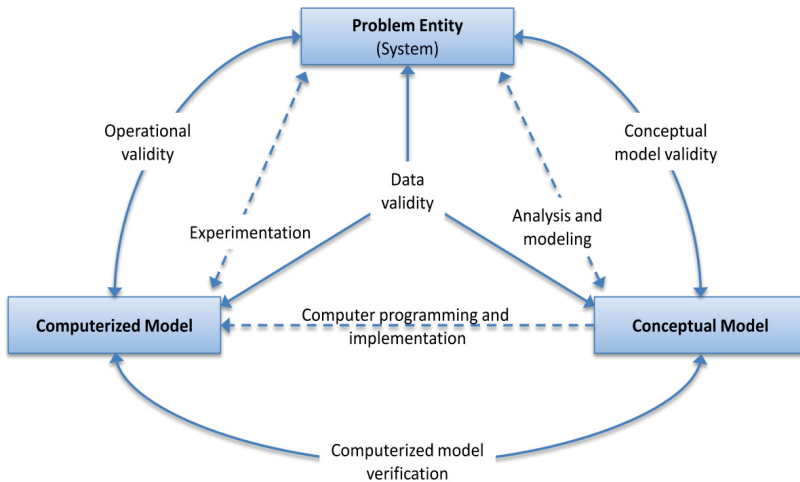 Problem Entity
(System)
Operational
validity
Conceptual
model validity
Data
validity
Experimentation
Analysis and
modeling
Computerized Model
Computer programming and
implementation
Conceptual Model
Computerized model
verification